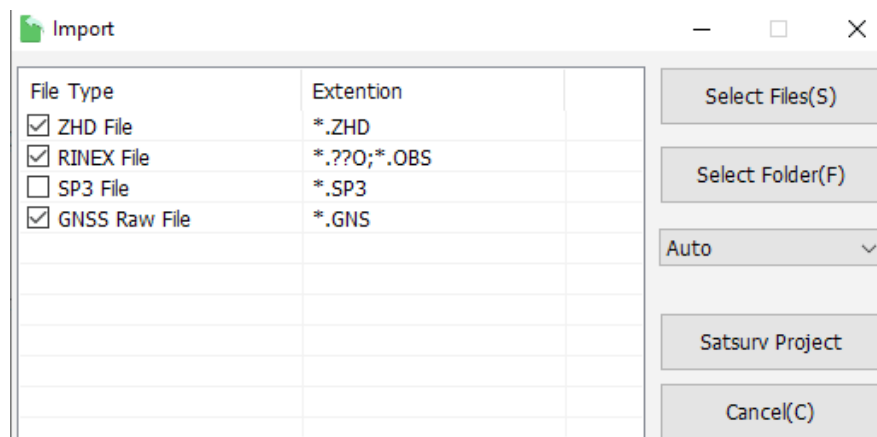 Import
File Type Extention
ZHD File *.ZHD
RINEX File *.??O;*.OBS
SP3 File *.SP3
GNSS Raw File *.GNS
Select Files(S)
Select Folder(F)
Auto
Satsurv Project
Cancel(C)